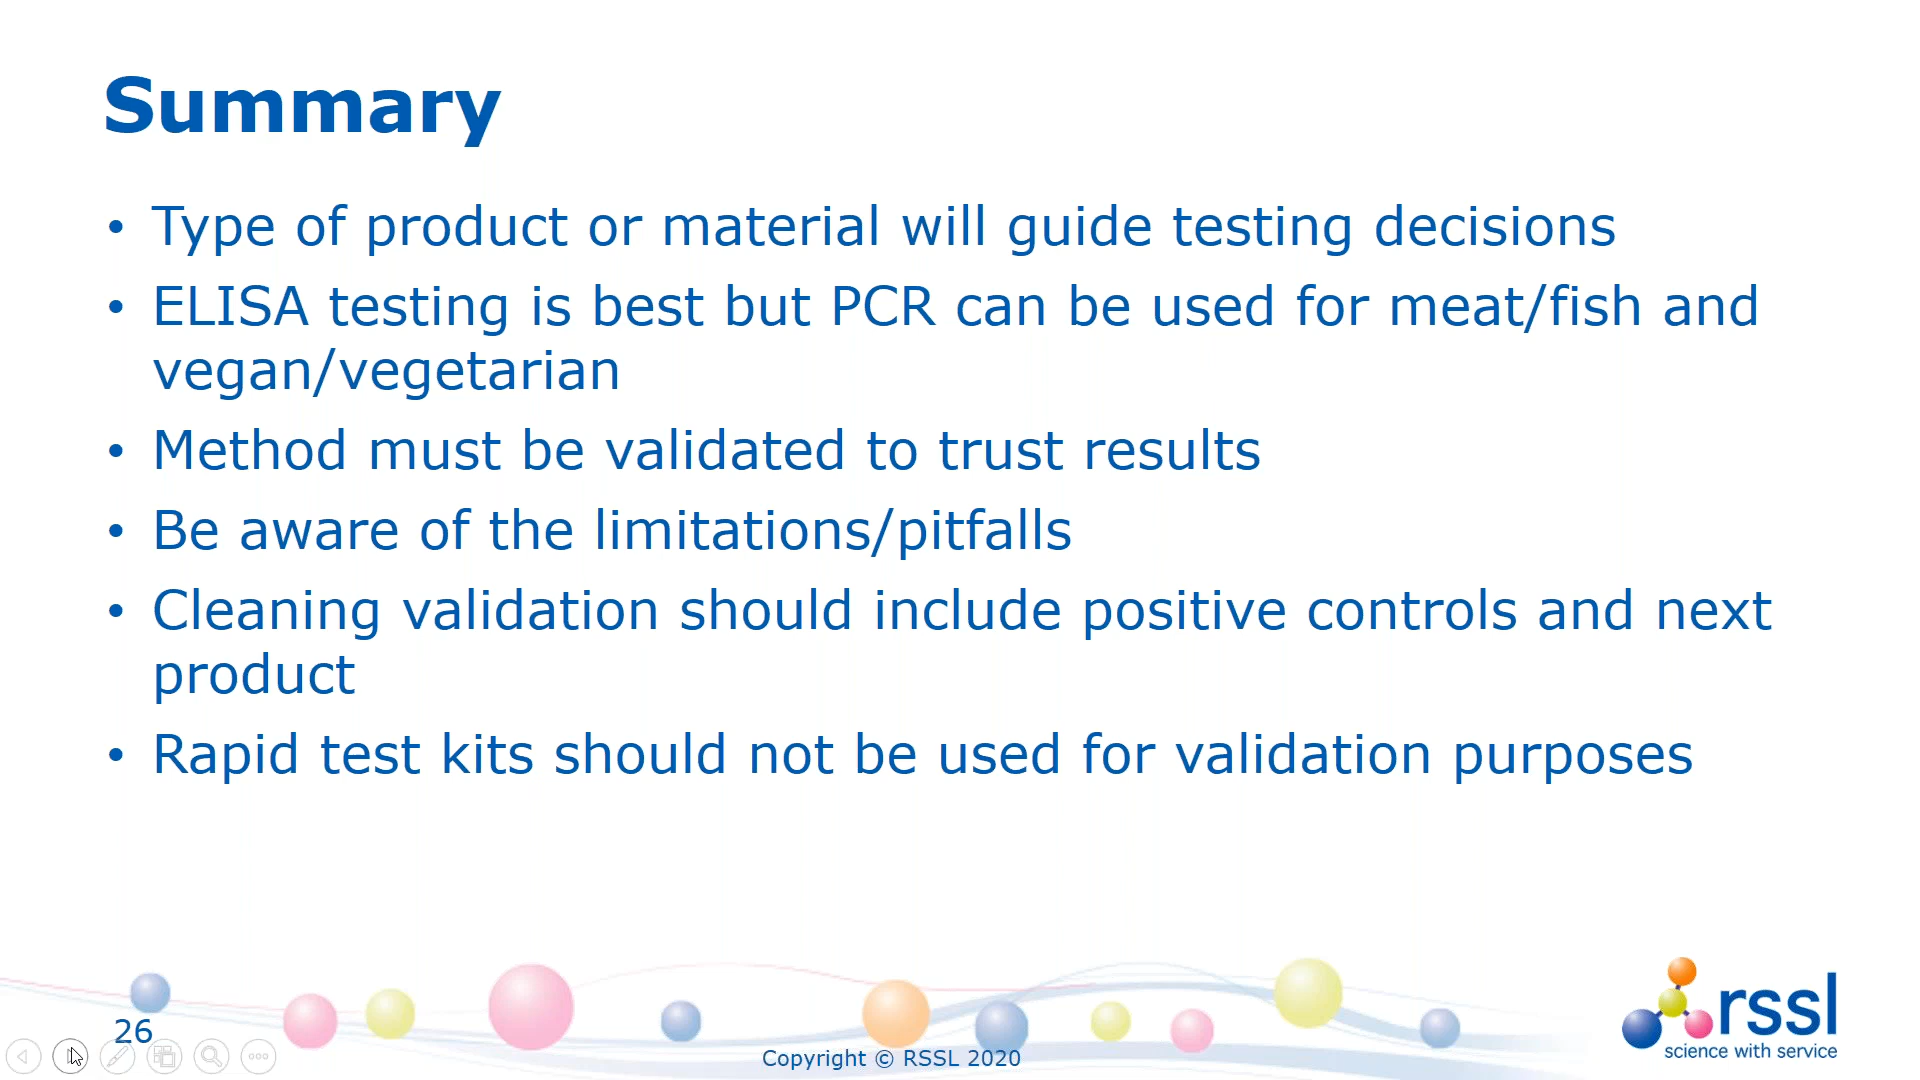 Summary
• Type of product or material will guide testing decisions
• ELISA testing is best but PCR can be used for meat/fish and
vegan/vegetarian
• Method must be validated to trust results
• Be aware of the limitations/pitfalls
• Cleaning validation should include positive controls and next
product
• Rapid test kits should not be used for validation purposes
26
Copyright © RSSL 2020
rssl
science with service